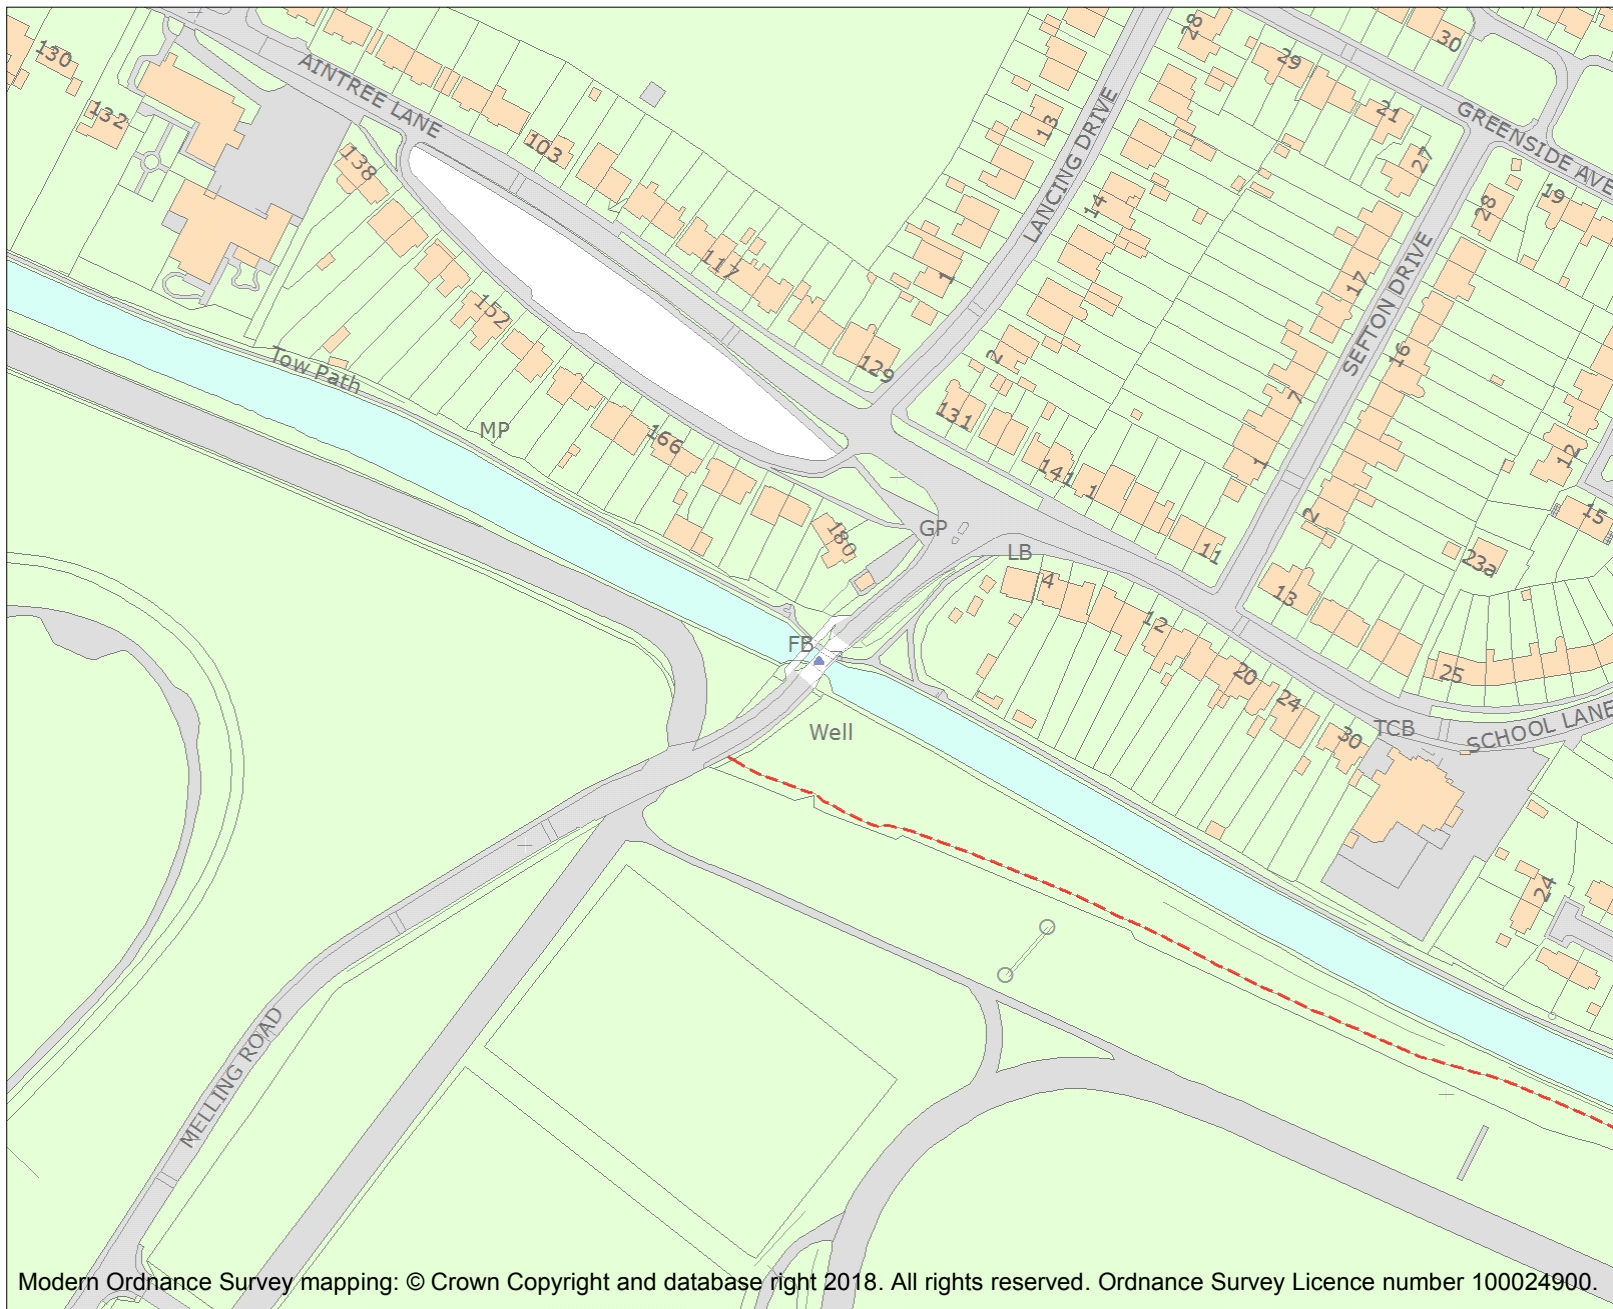 28
30
130
29
AINTREE LANE
21
132
13
GREENSIDE AVE
103
LANCING DRIVE
138
27
19
14
28
117
1
SEFTON DRIVE
17
152
2
16
129
Tow Path
7
131
MP
166
12
1
141
1
2
15
GP
180
11
LB
23a
4
13
12
FB
20
25
24
Well
30
TCB
SCHOOL LANE
24
MELLING ROAD
Modern Ordnance Survey mapping: © Crown Copyright and database right 2018. All rights reserved. Ordnance Survey Licence number 100024900.